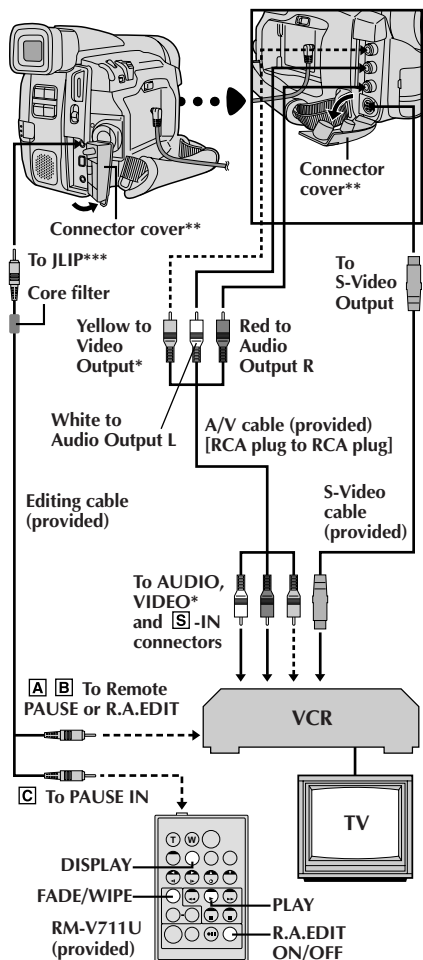 Connector
cover**
Connector cover**
To JLIP***
Core filter
To
S-Video
Output
Yellow to
Video
Output*
Red to
Audio
Output R
White to
Audio Output L
A/V cable (provided)
[RCA plug to RCA plug]
Editing cable
(provided)
S-Video
cable
(provided)
To AUDIO,
VIDEO*
and S -IN
connectors
A B To Remote
PAUSE or R.A.EDIT
VCR
C To PAUSE IN
TV
T W
DISPLAY
FADE/WIPE
PLAY
RM-V711U
(provided)
R.A.EDIT
ON/OFF